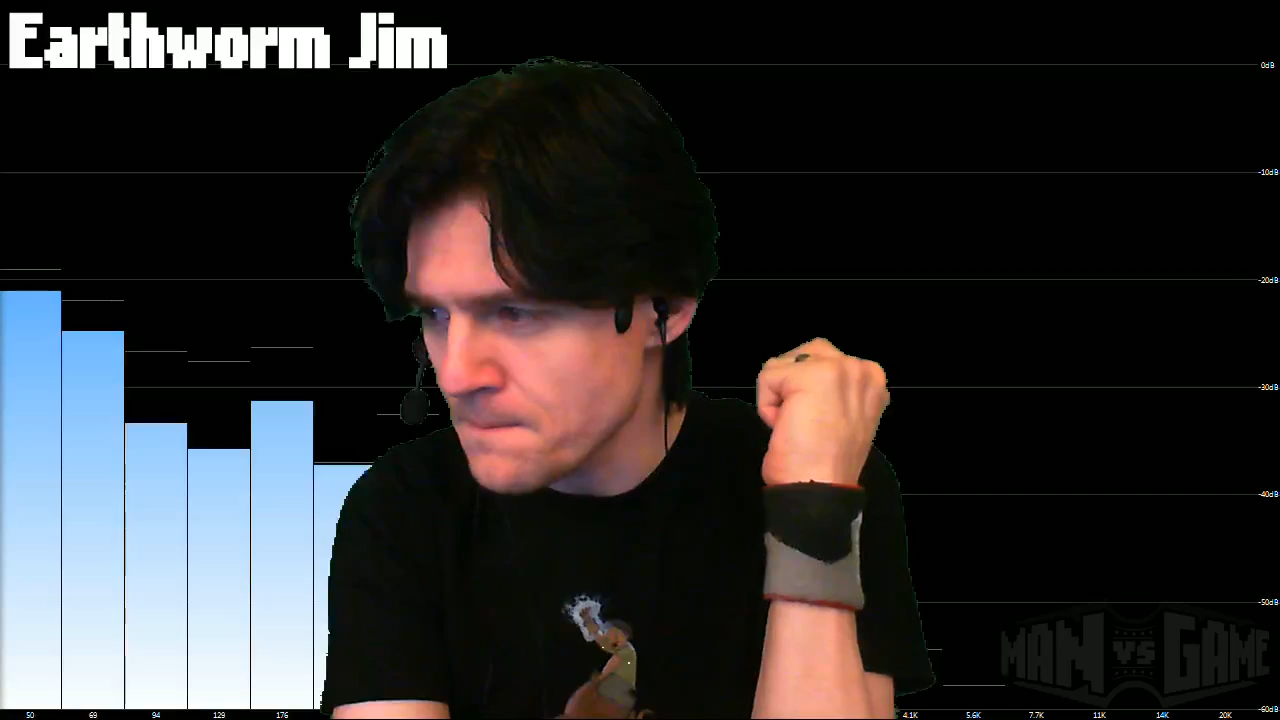 Earthworm Jim
0dB
-10dB
-20dB
-30dB
-40dB
-50dB
MAN VS GAME
-60dB
50 69 94 129 176 4.1K 5.6K 7.7K 11K 14K 20K